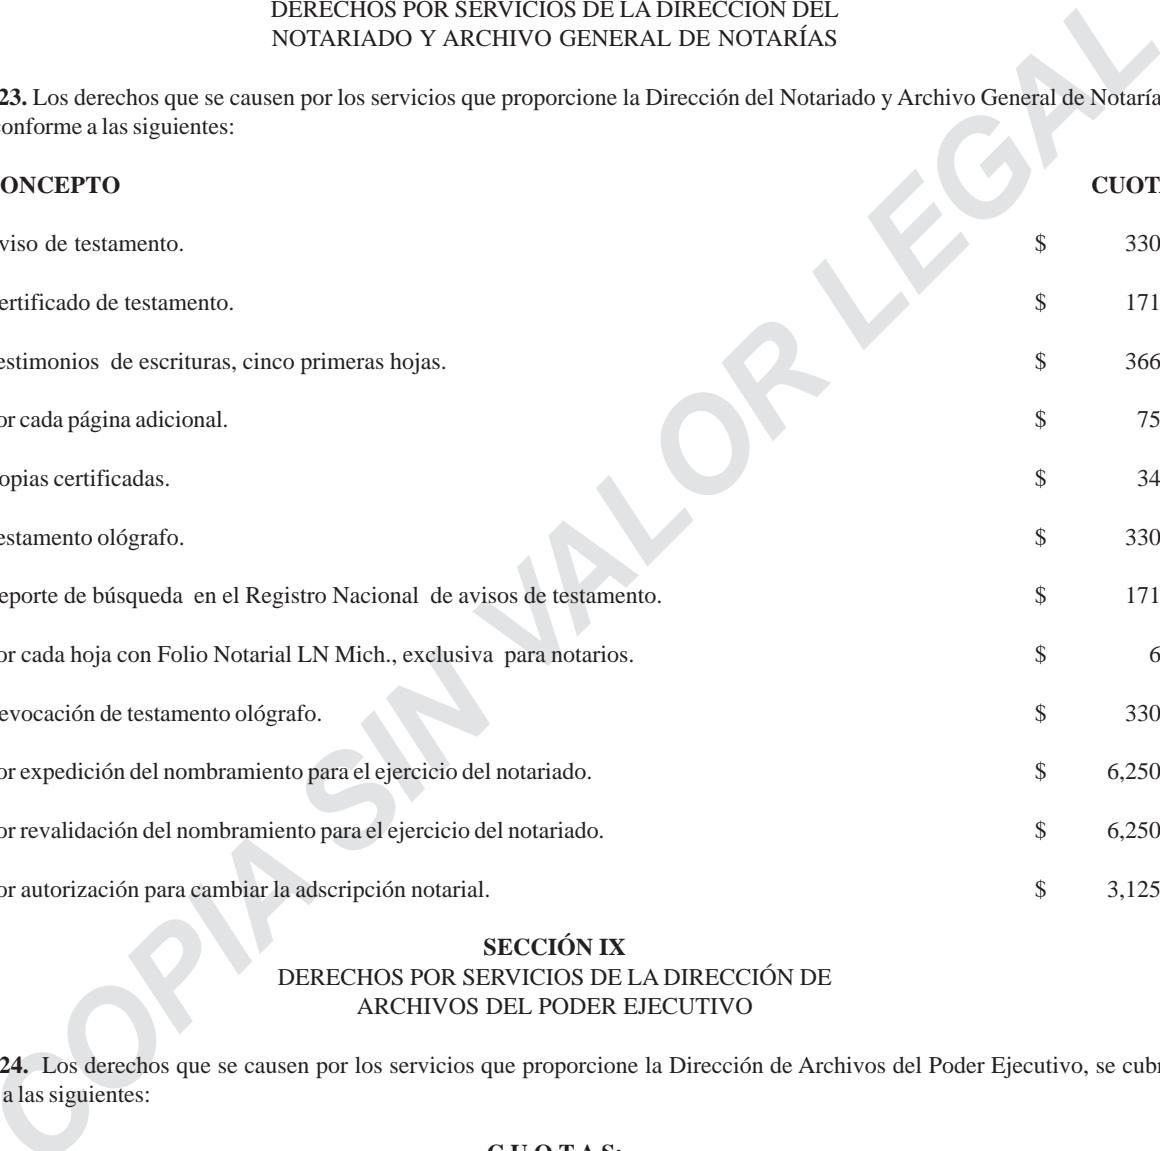 DERECHOS POR SERVICIOS DE LA DIRECCIÓN DEL
NOTARIADO Y ARCHIVO GENERAL DE NOTARÍAS
23. Los derechos que se causen por los servicios que proporcione la Dirección del Notariado y Archivo General de Notaría
conforme a las siguientes:
ONCEPTO CUOT
viso de testamento. $ 330
ertificado de testamento. $ 171
estimonios de escrituras, cinco primeras hojas. $ 366
or cada página adicional. $ 75
opias certificadas. $ 34
estamento ológrafo. $ 330
eporte de búsqueda en el Registro Nacional de avisos de testamento. $ 171
or cada hoja con Folio Notarial LN Mich., exclusiva para notarios. $ 6
evocación de testamento ológrafo. $ 330
or expedición del nombramiento para el ejercicio del notariado. $ 6,250
or revalidación del nombramiento para el ejercicio del notariado. $ 6,250
or autorización para cambiar la adscripción notarial. $ 3,125
SECCIÓN IX
DERECHOS POR SERVICIOS DE LA DIRECCIÓN DE
ARCHIVOS DEL PODER EJECUTIVO
24. Los derechos que se causen por los servicios que proporcione la Dirección de Archivos del Poder Ejecutivo, se cubr
a las siguientes:
C U O T A S:
COPIA SIN VALOR LEGAL